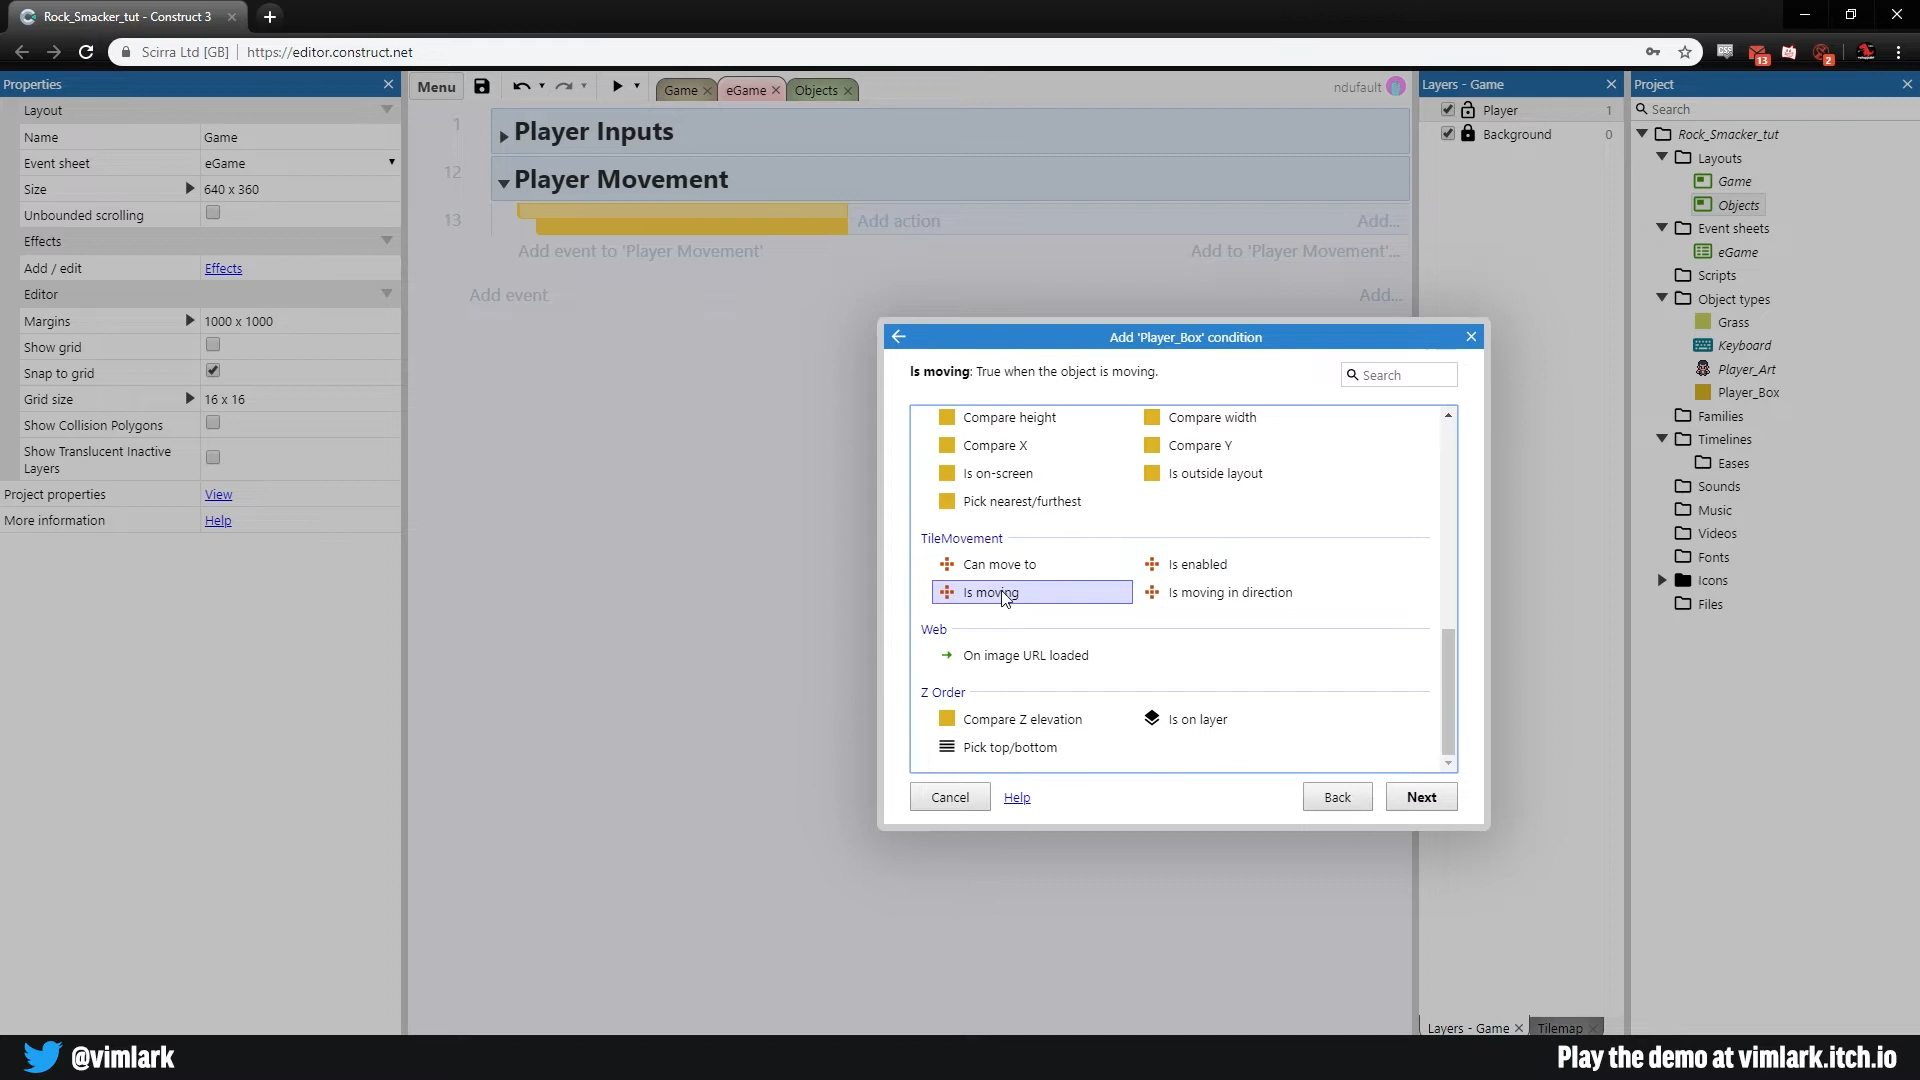 Rock_Smacker_tut - Construct 3
Scirra Ltd [GB] https://editor.construct.net
13
2
Properties
Layout
Name Game
Event sheet eGame
Size 640 x 360
Unbounded scrolling
Effects
Add / edit Effects
Editor
Margins 1000 x 1000
Show grid
Snap to grid
Grid size 16 x 16
Show Collision Polygons
Show Translucent Inactive
Layers
Project properties View
More information Help
Menu
Game
eGame
Objects
ndufault
1 Player Inputs
12 Player Movement
13 Add action Add...
Add event to 'Player Movement' Add to 'Player Movement'...
Add event Add...
Add 'Player_Box' condition
Is moving: True when the object is moving.
Search
Compare height Compare width
Compare X Compare Y
Is on-screen Is outside layout
Pick nearest/furthest
TileMovement
Can move to Is enabled
Is moving Is moving in direction
Web
On image URL loaded
Z Order
Compare Z elevation Is on layer
Pick top/bottom
Cancel Help Back Next
Layers - Game
Player 1
Background 0
Layers - Game Tilemap
Project
Search
Rock_Smacker_tut
Layouts
Game
Objects
Event sheets
eGame
Scripts
Object types
Grass
Keyboard
Player_Art
Player_Box
Families
Timelines
Eases
Sounds
Music
Videos
Fonts
Icons
Files
@vimlark
Play the demo at vimlark.itch.io